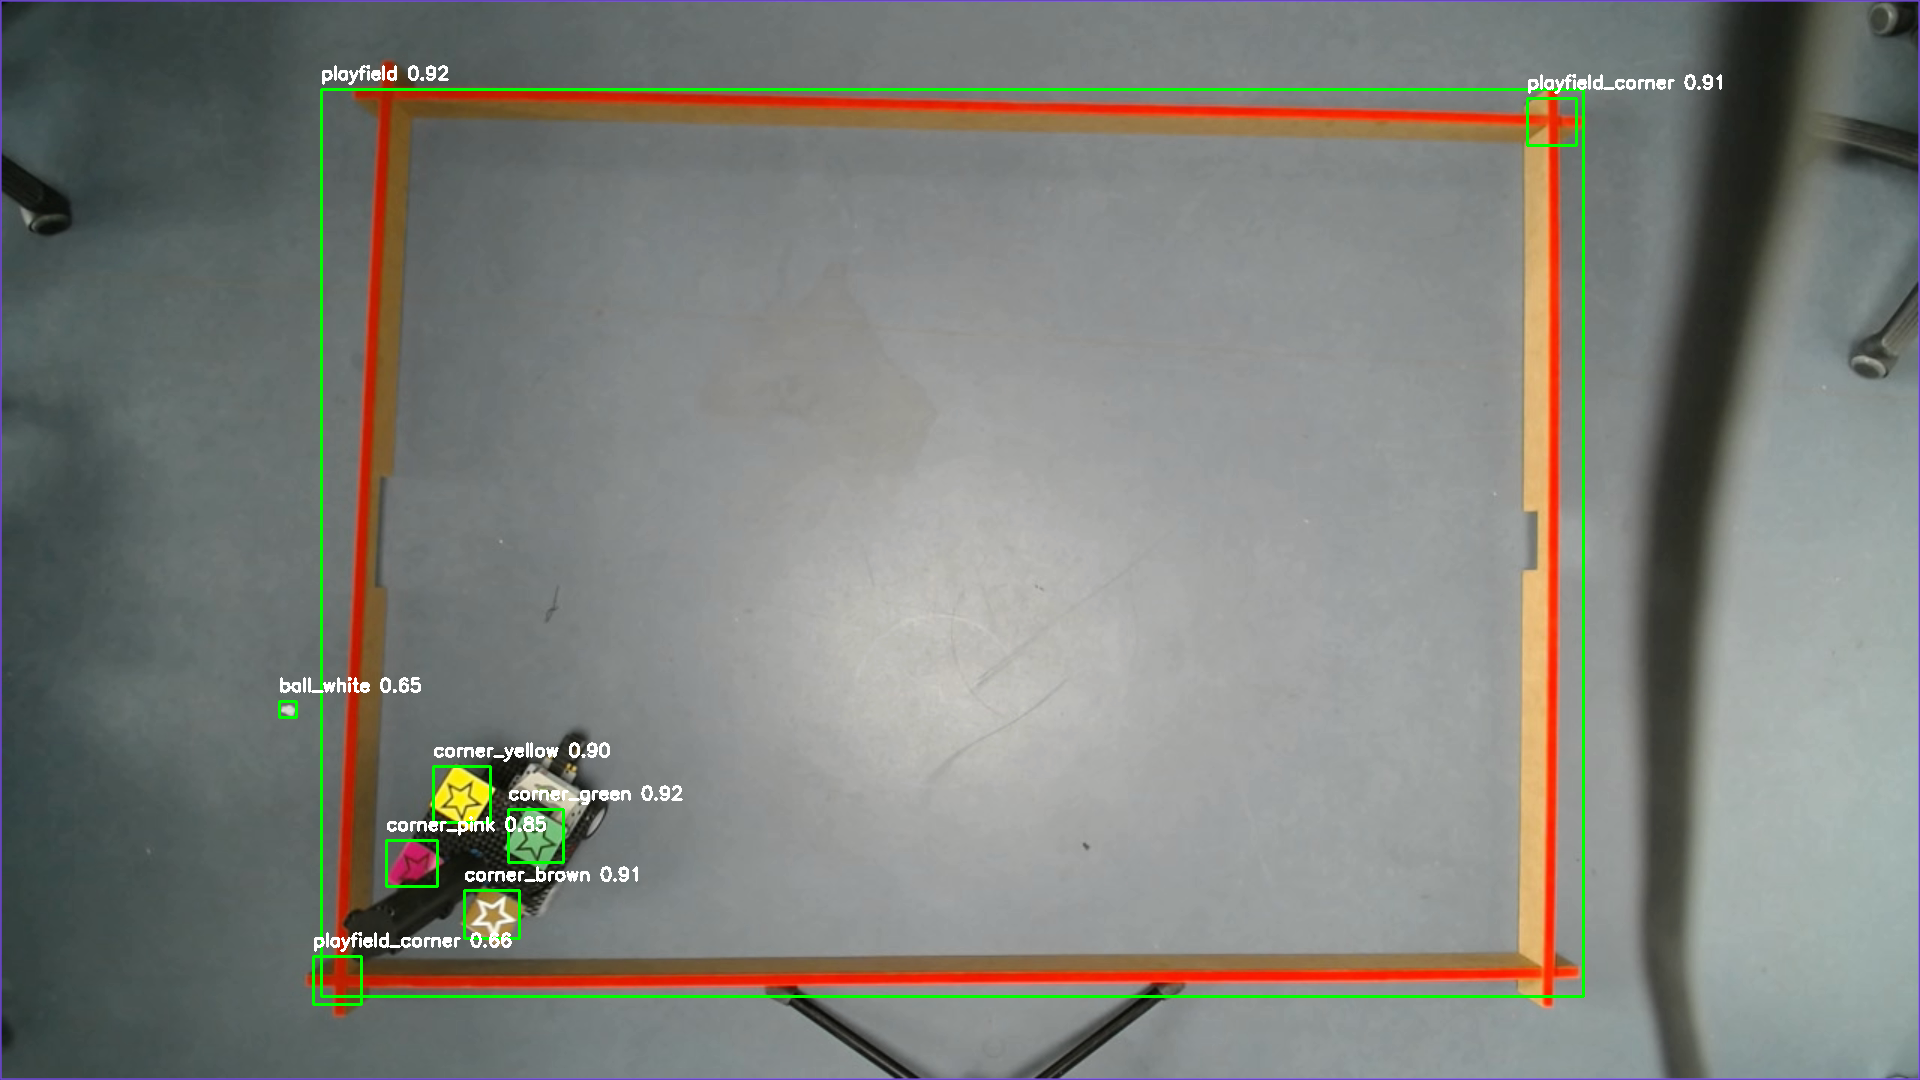 playfield 0.92
playfield_corner 0.91
ball_white 0.65
corner_yellow 0.90
corner_green 0.92
corner_pink 0.85
corner_brown 0.91
playfield_corner 0.66